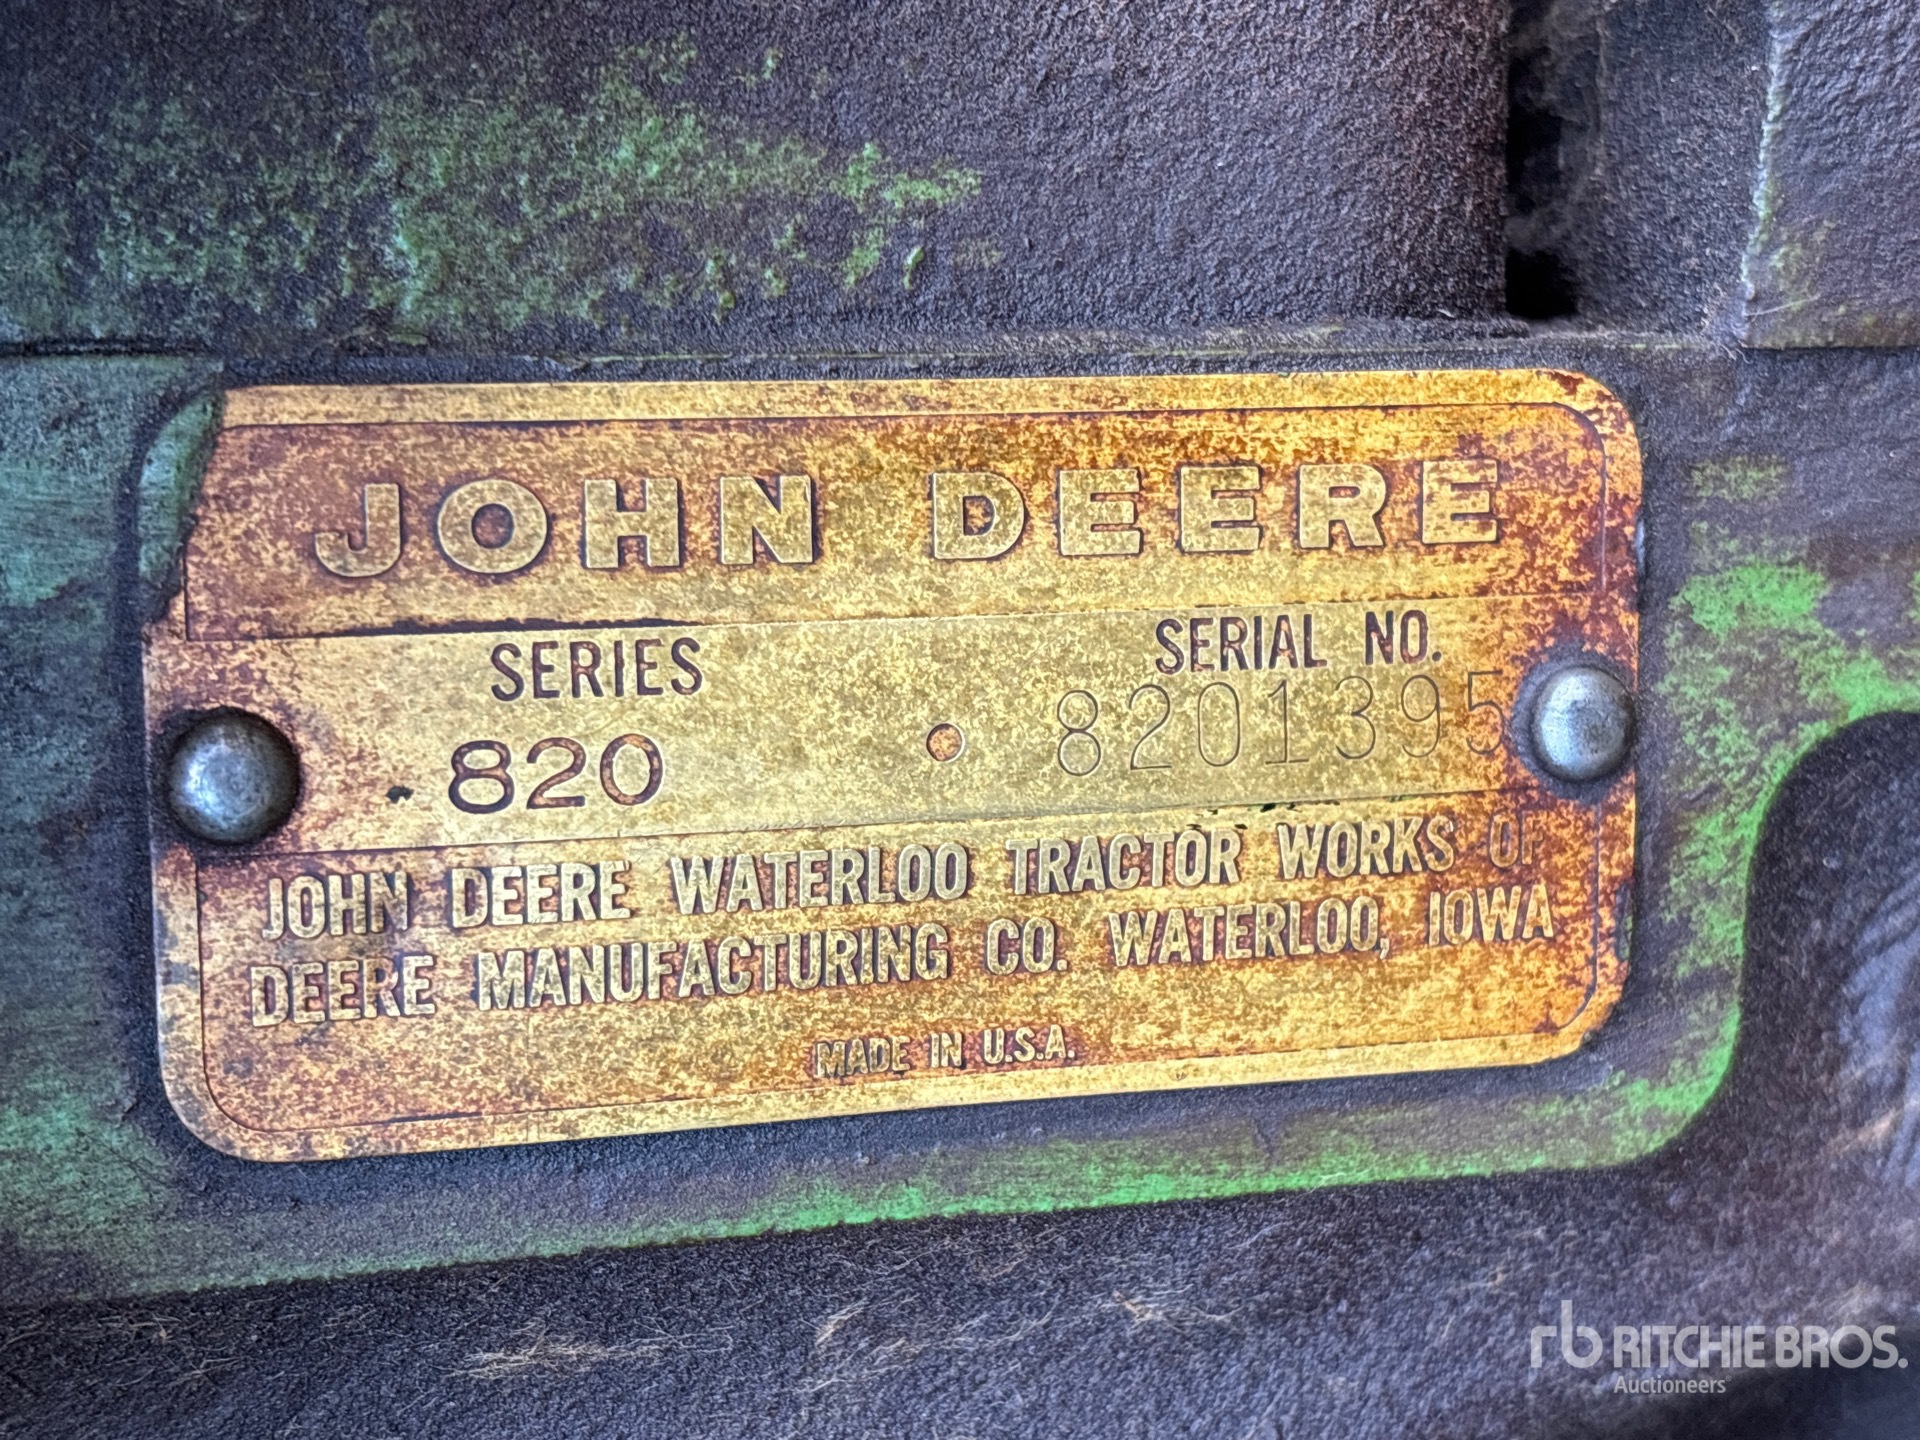 JOHN DEERE
SERIES
SERIAL NO.
820
8201395
JOHN DEERE WATERLOO TRACTOR WORKS OF
DEERE MANUFACTURING CO. WATERLOO, IOWA
MADE IN U.S.A.
rb RITCHIE BROS.
Auctioneers